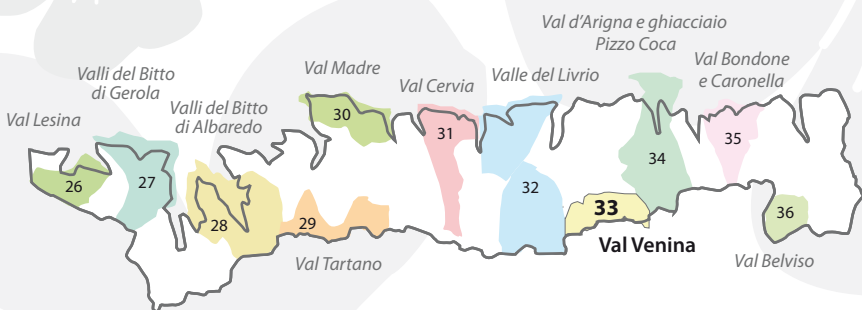 Val Lesina
Valli del Bitto
di Gerola
Valli del Bitto
di Albaredo
Val Madre
Val Cervia
Valle del Livrio
Val d'Arigna e ghiacciaio
Pizzo Coca
Val Bondone
e Caronella
26
27
28
29
30
31
32
33
34
35
36
Val Tartano
Val Venina
Val Belviso